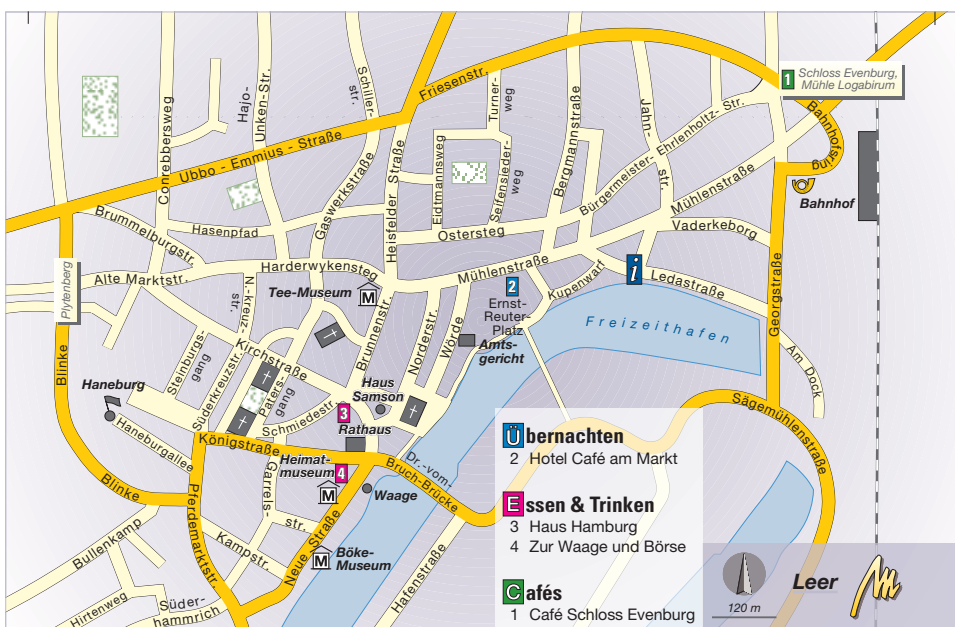 Schiller-
str.
Friesenstr.
Turner-
weg
1
Schloss Evenburg,
Mühle Logabirum
Conrebbersweg
Hajo-
Unken-Str.
Ubbo - Emmius - Straße
Gaswerkstraße
Heisfelder Straße
Eidtmannsweg
Seifensieder-
weg
Bergmannstraße
Jahn-
str.
Bürgermeister- Ehrlenholtz- Str.
Bahnhofsring
Bahnhof
Mühlenstraße
Brummelburgstr.
Hasenpfad
Ostersteg
Vaderkeborg
Plytenberg
Alte Marktstr.
N.-kreuz-
str.
Harderwykensteg
Tee-Museum
M
Mühlenstraße
2
Ernst-
Reuter-
Platz
Kupenwarf
i
Ledastraße
Georgstraße
Freizeithafen
Amts-
gericht
Am Dock
Brunnenstr.
Norderstr.
Wörde
Kirchstraße
Steinburgs-
gang
Süderkreuzstr.
Paters-
gang
Haus
Samson
Blinke
Haneburg
Haneburgallee
Schmiedestr.
3
Rathaus
Königstraße
Heimat-
museum
4
M
Waage
Dr.-vom-
Bruch-Brücke
Sägemühlenstraße
Blinke
Pferdemarktstr.
Garrels-
str.
Neue Straße
Böke-
Museum
M
Kampstr.
Bullenkamp
Hirtenweg
Süder-
hammrich
Hafenstraße
Übernachten
2 Hotel Café am Markt
Essen & Trinken
3 Haus Hamburg
4 Zur Waage und Börse
Cafés
1 Café Schloss Evenburg
120 m
Leer